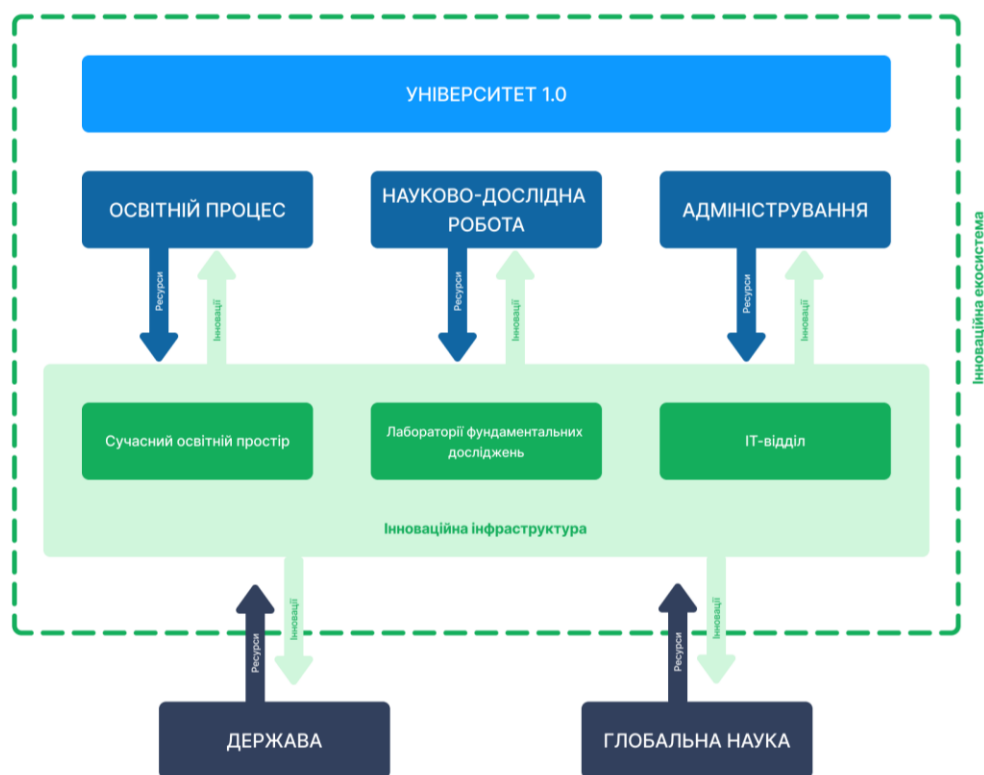 УНІВЕРСИТЕТ 1.0
ОСВІТНІЙ ПРОЦЕС
НАУКОВО-ДОСЛІДНА
РОБОТА
АДМІНІСТРУВАННЯ
Ресурси
Інновації
Ресурси
Інновації
Ресурси
Інновації
Інноваційна екосистема
Сучасний освітній простір
Лабораторії фундаментальних
досліджень
ІТ-відділ
Інноваційна інфраструктура
Ресурси
Інновації
Ресурси
Інновації
ДЕРЖАВА
ГЛОБАЛЬНА НАУКА